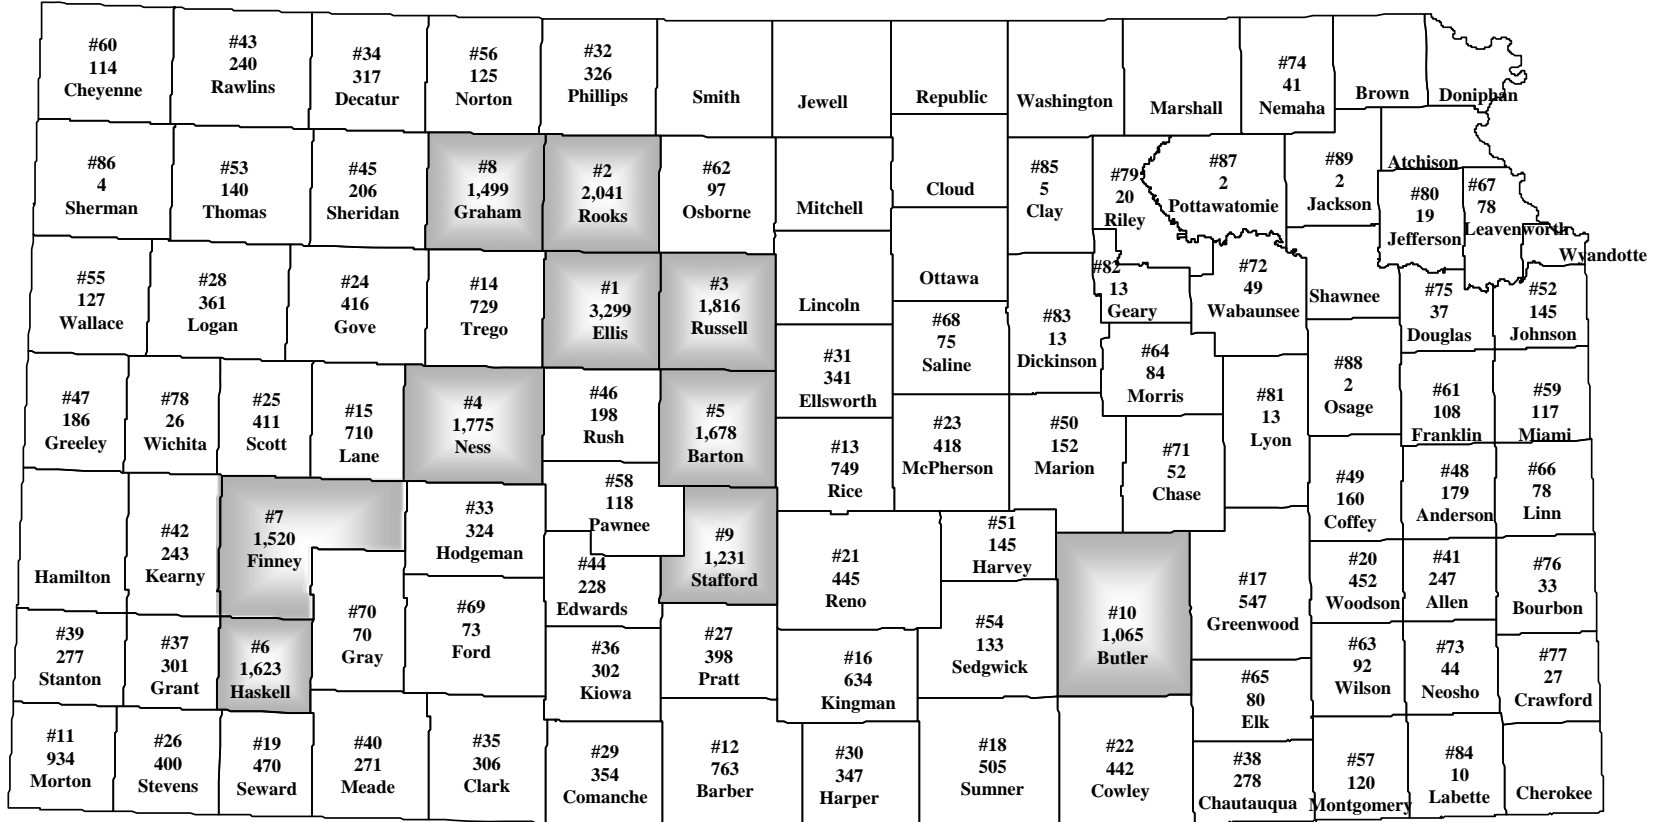 #60
114
Cheyenne
#43
240
Rawlins
#34
317
Decatur
#56
125
Norton
#32
326
Phillips
Smith
Jewell
Republic
Washington
Marshall
#74
41
Nemaha
Brown
Doniphan
#86
4
Sherman
#53
140
Thomas
#45
206
Sheridan
#8
1,499
Graham
#2
2,041
Rooks
#62
97
Osborne
Mitchell
Cloud
#85
5
Clay
#79
20
Riley
#87
2
Pottawatomie
#89
2
Jackson
Atchison
#80
19
Jefferson
#67
78
Leavenworth
Wyandotte
#55
127
Wallace
#28
361
Logan
#24
416
Gove
#14
729
Trego
#1
3,299
Ellis
#3
1,816
Russell
Lincoln
Ottawa
#68
75
Saline
#83
13
Dickinson
#82
13
Geary
#72
49
Wabaunsee
Shawnee
#75
37
Douglas
#52
145
Johnson
#47
186
Greeley
#78
26
Wichita
#25
411
Scott
#15
710
Lane
#4
1,775
Ness
#46
198
Rush
#5
1,678
Barton
#31
341
Ellsworth
#13
749
Rice
#23
418
McPherson
#50
152
Marion
#64
84
Morris
#71
52
Chase
#81
13
Lyon
#88
2
Osage
#61
108
Franklin
#59
117
Miami
Hamilton
#42
243
Kearny
#7
1,520
Finney
#33
324
Hodgeman
#58
118
Pawnee
#44
228
Edwards
#9
1,231
Stafford
#21
445
Reno
#51
145
Harvey
#10
1,065
Butler
#17
547
Greenwood
#49
160
Coffey
#48
179
Anderson
#66
78
Linn
#20
452
Woodson
#41
247
Allen
#76
33
Bourbon
#39
277
Stanton
#37
301
Grant
#6
1,623
Haskell
#70
70
Gray
#69
73
Ford
#36
302
Kiowa
#27
398
Pratt
#16
634
Kingman
#54
133
Sedgwick
#65
80
Elk
#63
92
Wilson
#73
44
Neosho
#77
27
Crawford
#11
934
Morton
#26
400
Stevens
#19
470
Seward
#40
271
Meade
#35
306
Clark
#29
354
Comanche
#12
763
Barber
#30
347
Harper
#18
505
Sumner
#22
442
Cowley
#38
278
Chautauqua
#57
120
Montgomery
#84
10
Labette
Cherokee